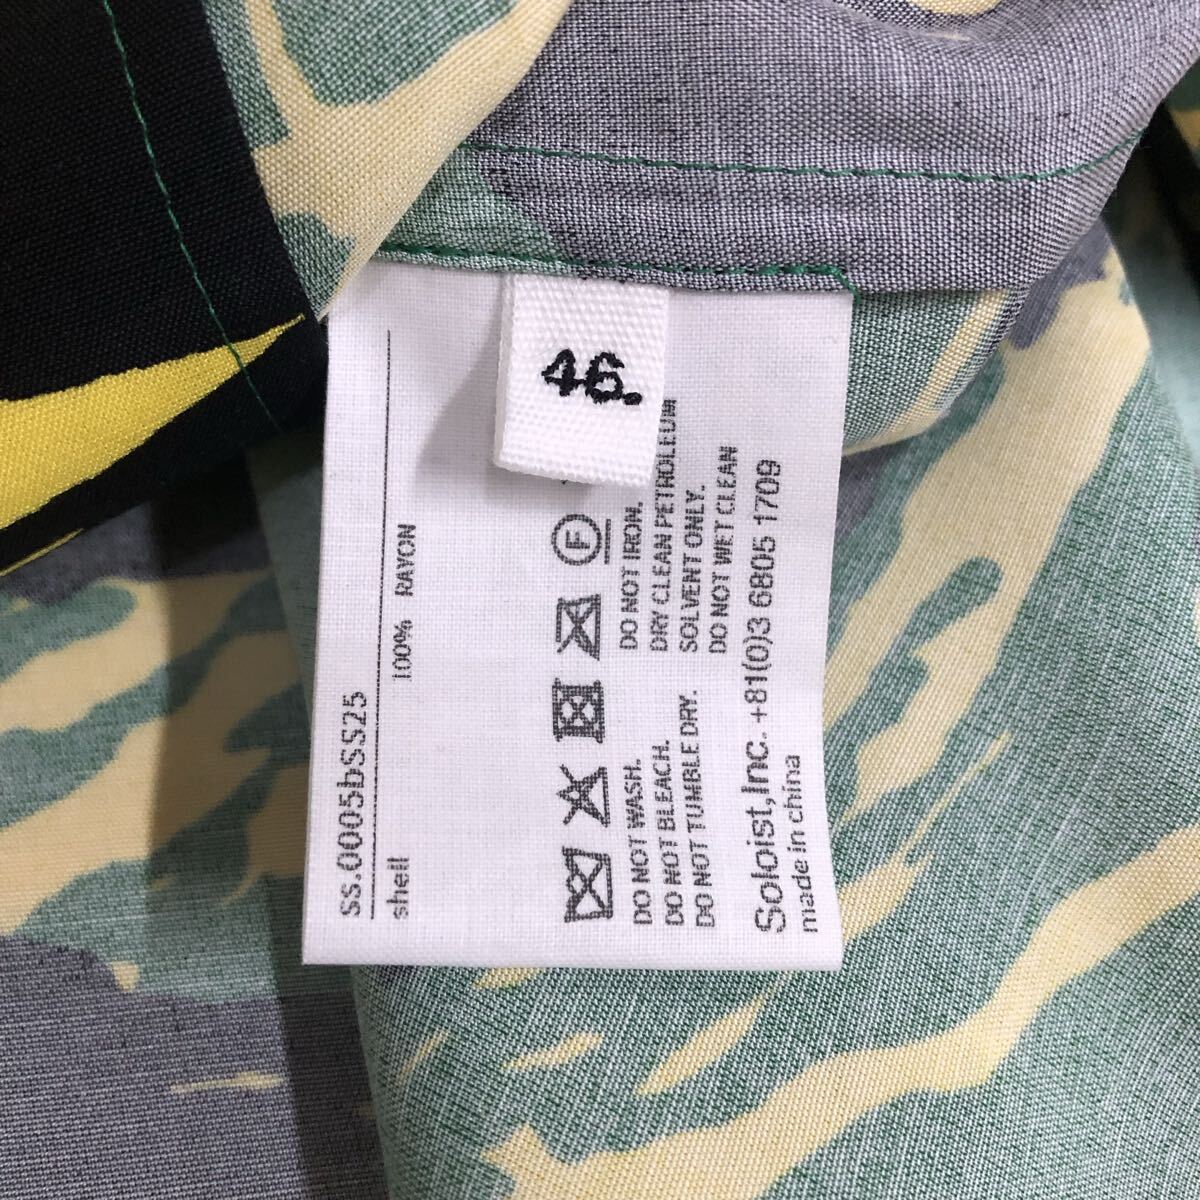 46.
ss.0005bSS25
shell 100% RAYON
F
DO NOT WASH.
DO NOT BLEACH.
DO NOT TUMBLE DRY.
DO NOT IRON.
DRY CLEAN PETROLEUM
SOLVENT ONLY.
DO NOT WET CLEAN
Soloist,Inc. +81(0)3 6805 1709
made in china